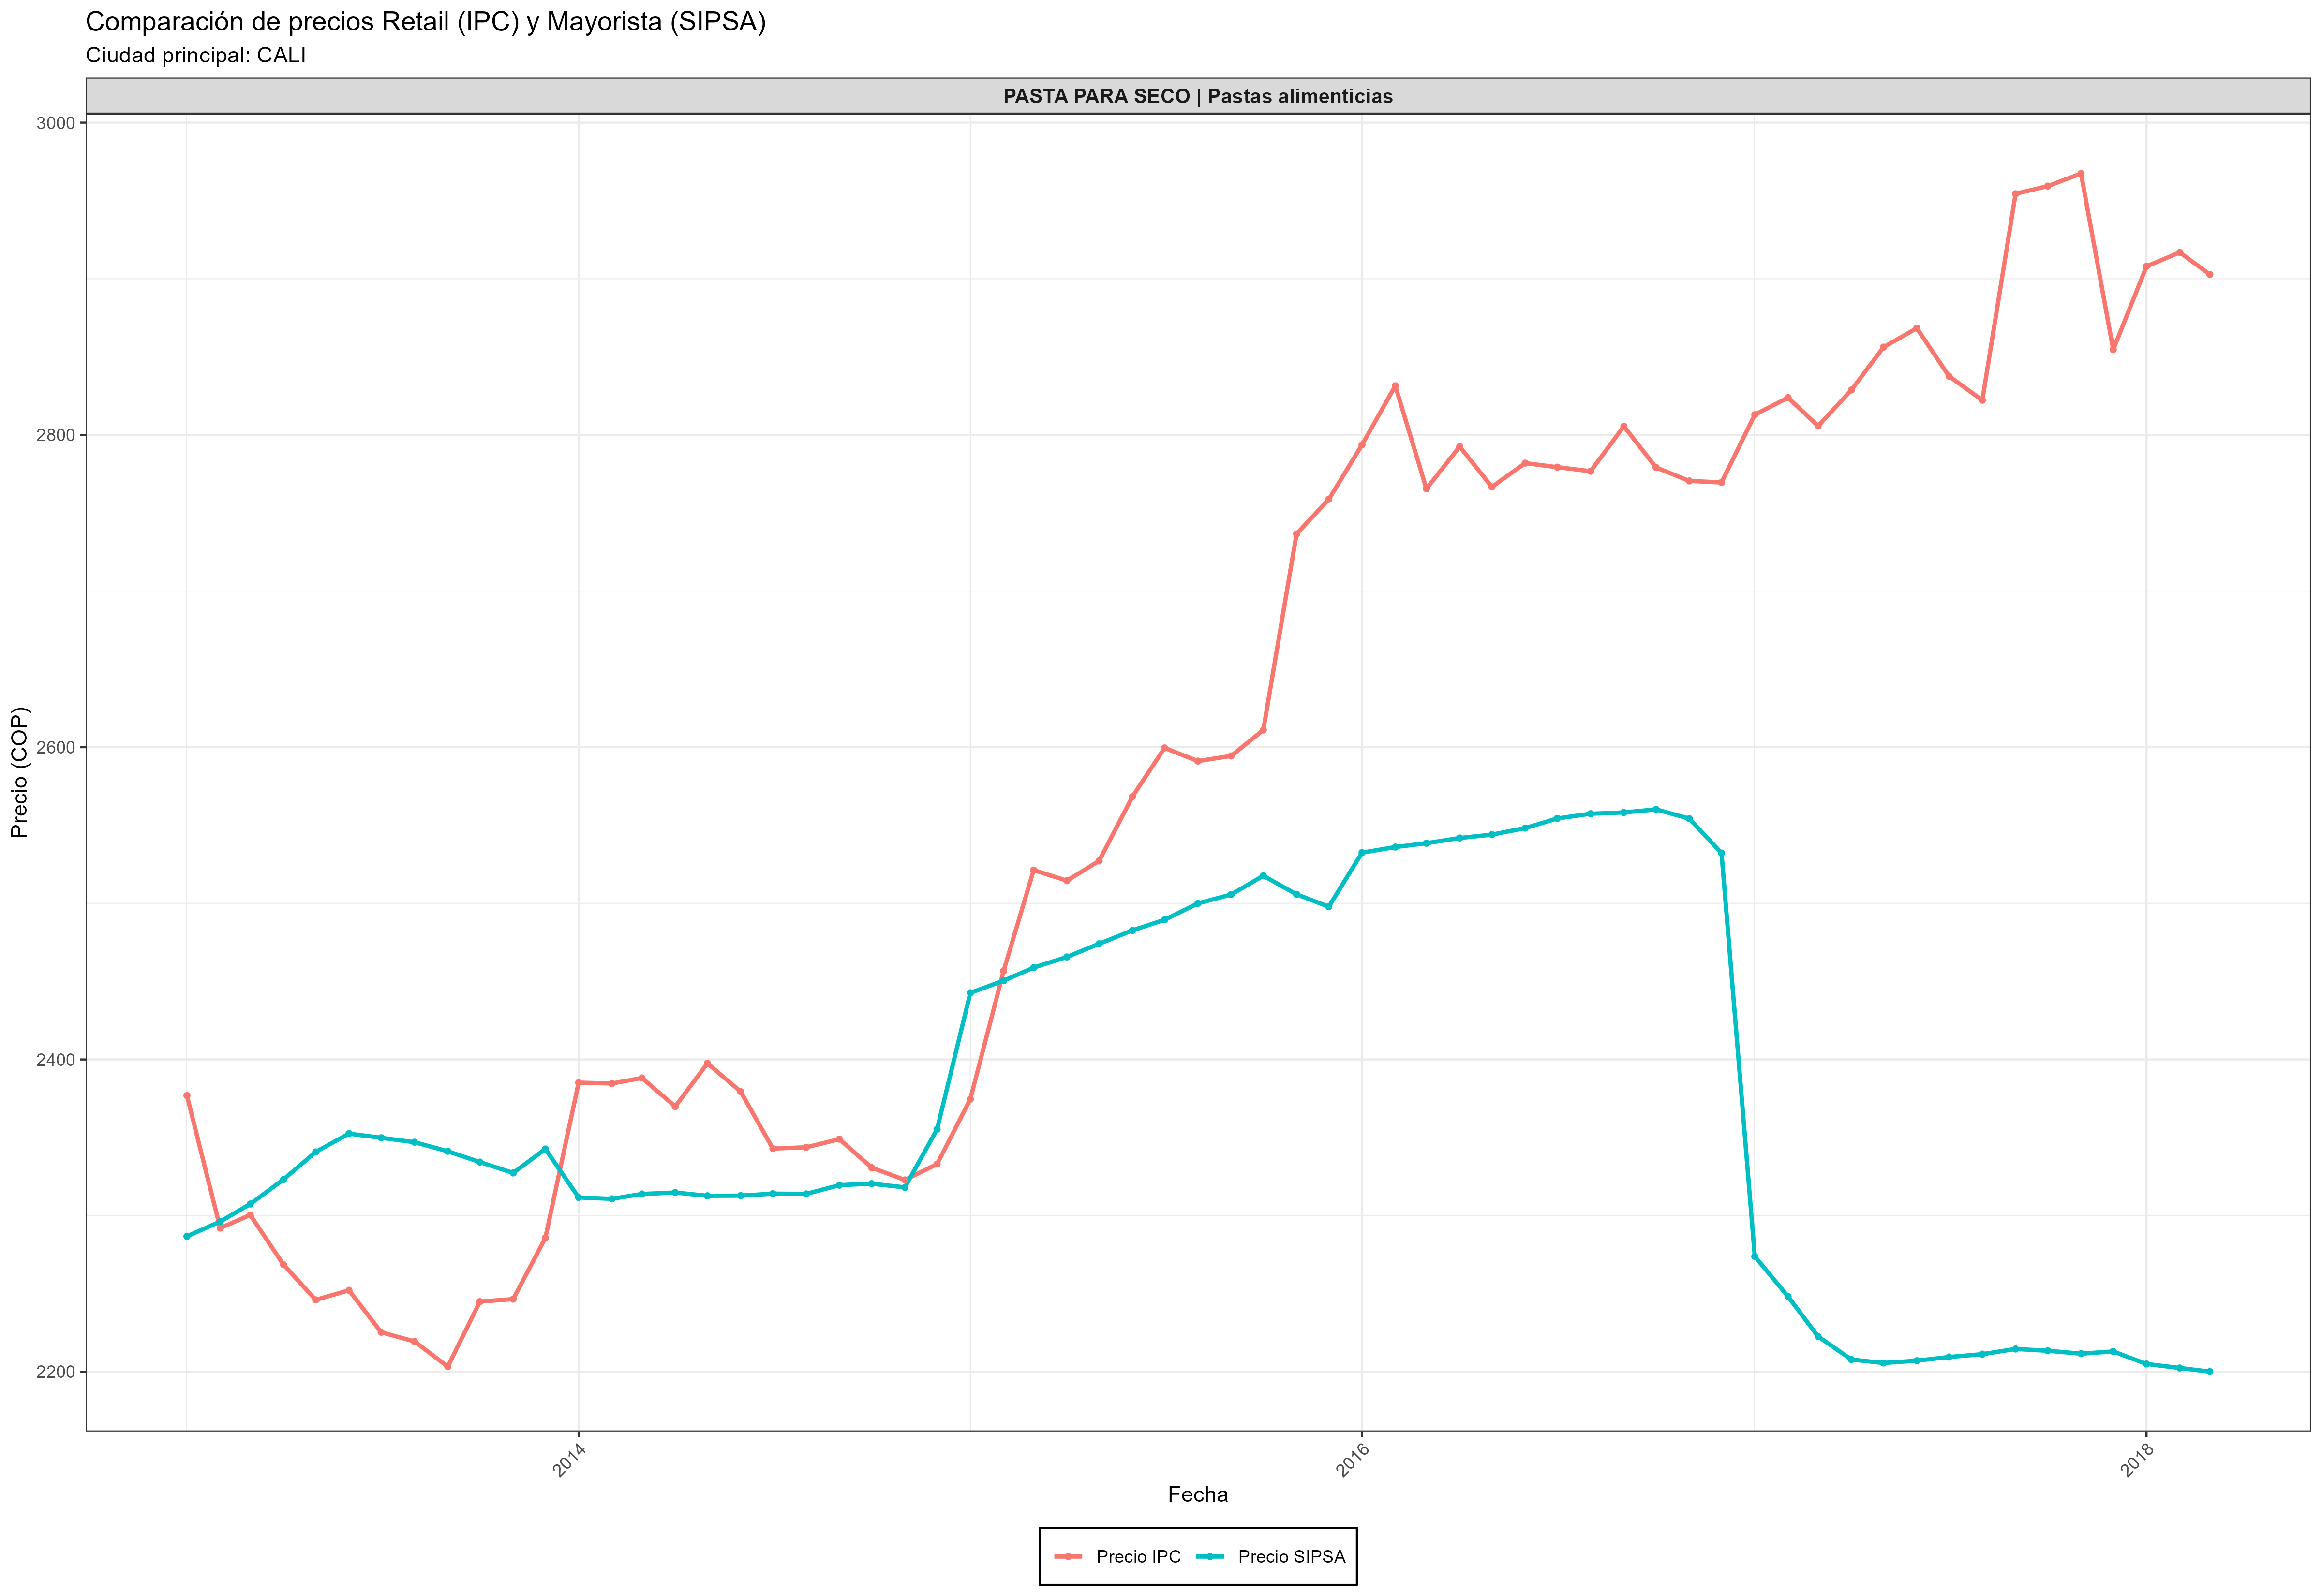 Comparación de precios Retail (IPC) y Mayorista (SIPSA)
Ciudad principal: CALI
PASTA PARA SECO | Pastas alimenticias
Precio (COP)
3000
2800
2600
2400
2200
2014
2016
2018
Fecha
Precio IPC
Precio SIPSA